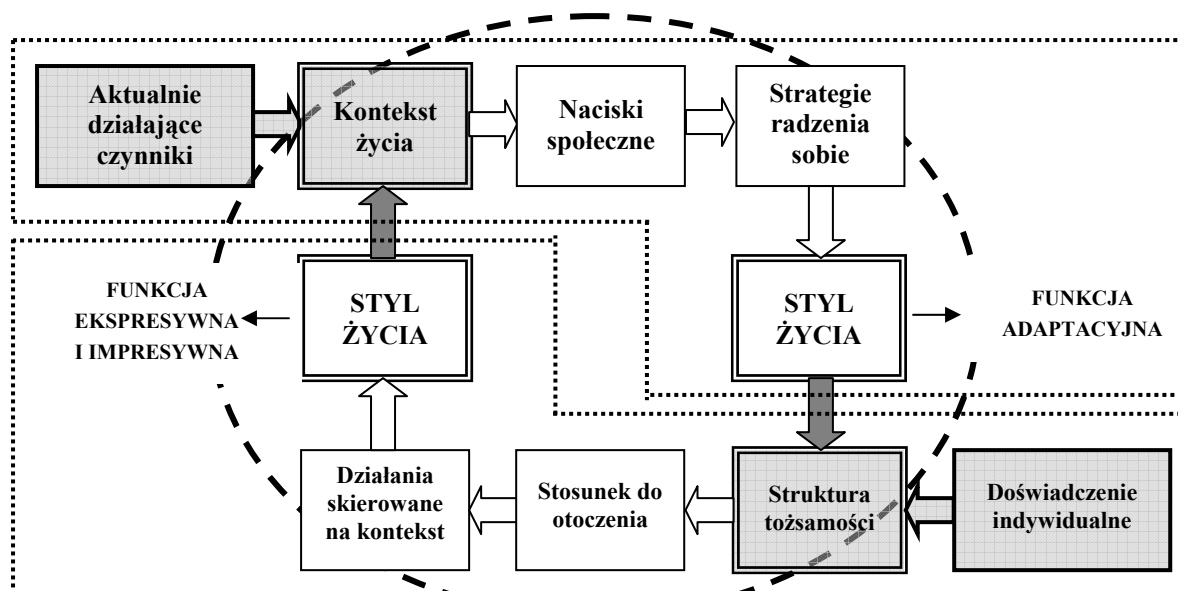 Aktualnie
działające
czynniki
Kontekst
życia
Naciski
społeczne
Strategie
radzenia
sobie
FUNKCJA
EKSPRESYWNA
I IMPRESYWNA
STYL
ŻYCIA
STYL
ŻYCIA
FUNKCJA
ADAPTACYJNA
Działania
skierowane
na kontekst
Stosunek do
otoczenia
Struktura
tożsamości
Doświadczenie
indywidualne